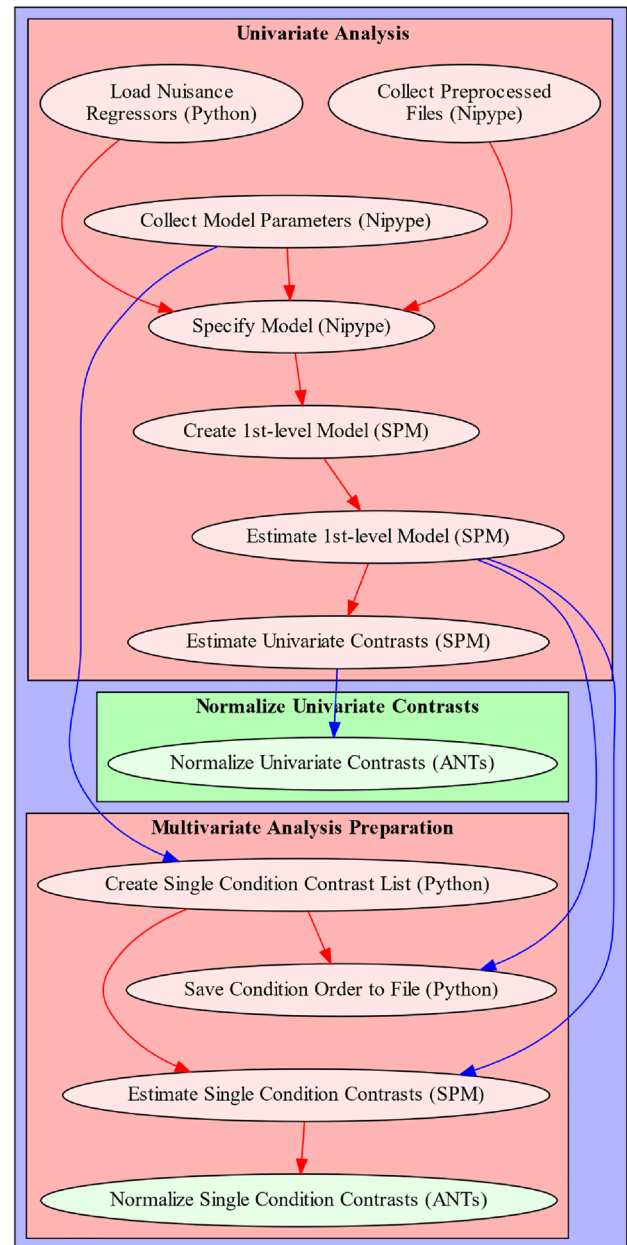 Univariate Analysis
Load Nuisance
Regressors (Python)
Collect Preprocessed
Files (Nipype)
Collect Model Parameters (Nipype)
Specify Model (Nipype)
Create 1st-level Model (SPM)
Estimate 1st-level Model (SPM)
Estimate Univariate Contrasts (SPM)
Normalize Univariate Contrasts
Normalize Univariate Contrasts (ANTs)
Multivariate Analysis Preparation
Create Single Condition Contrast List (Python)
Save Condition Order to File (Python)
Estimate Single Condition Contrasts (SPM)
Normalize Single Condition Contrasts (ANTs)